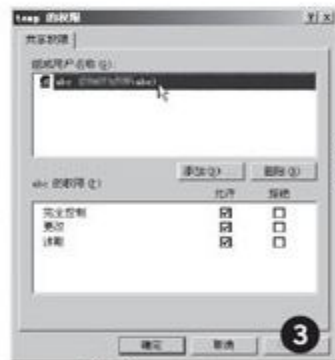 temp 的权限
共享权限
组或用户名称(G):
abc
添加(D)... 删除(R)
abc 的权限(P) 允许 拒绝
完全控制
更改
读取
确定 取消
3